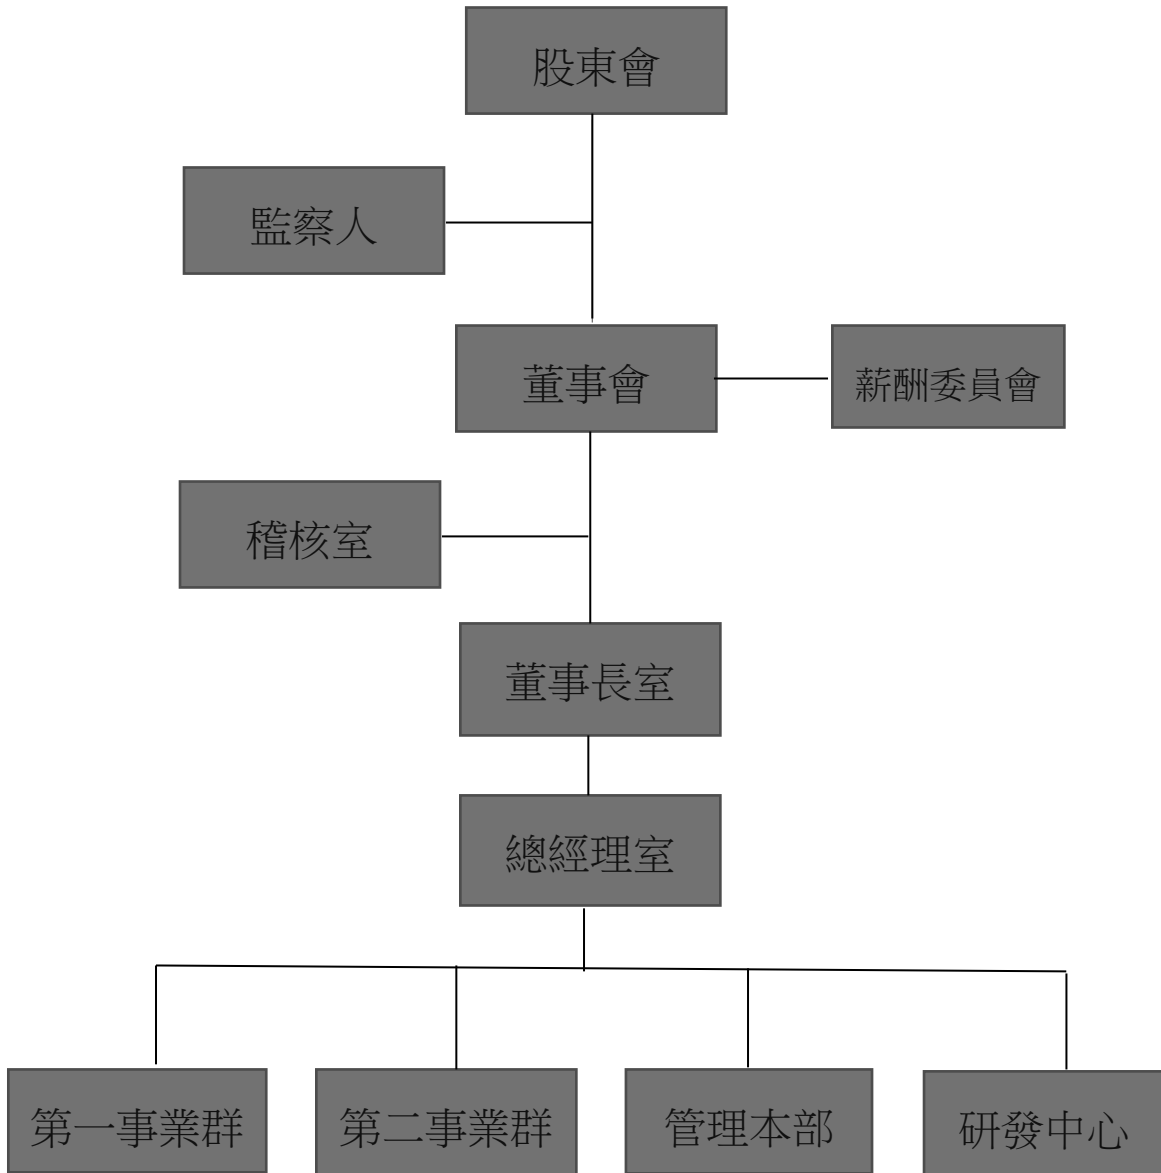 股東會
監察人
董事會
薪酬委員會
稽核室
董事長室
總經理室
第一事業群
第二事業群
管理本部
研發中心